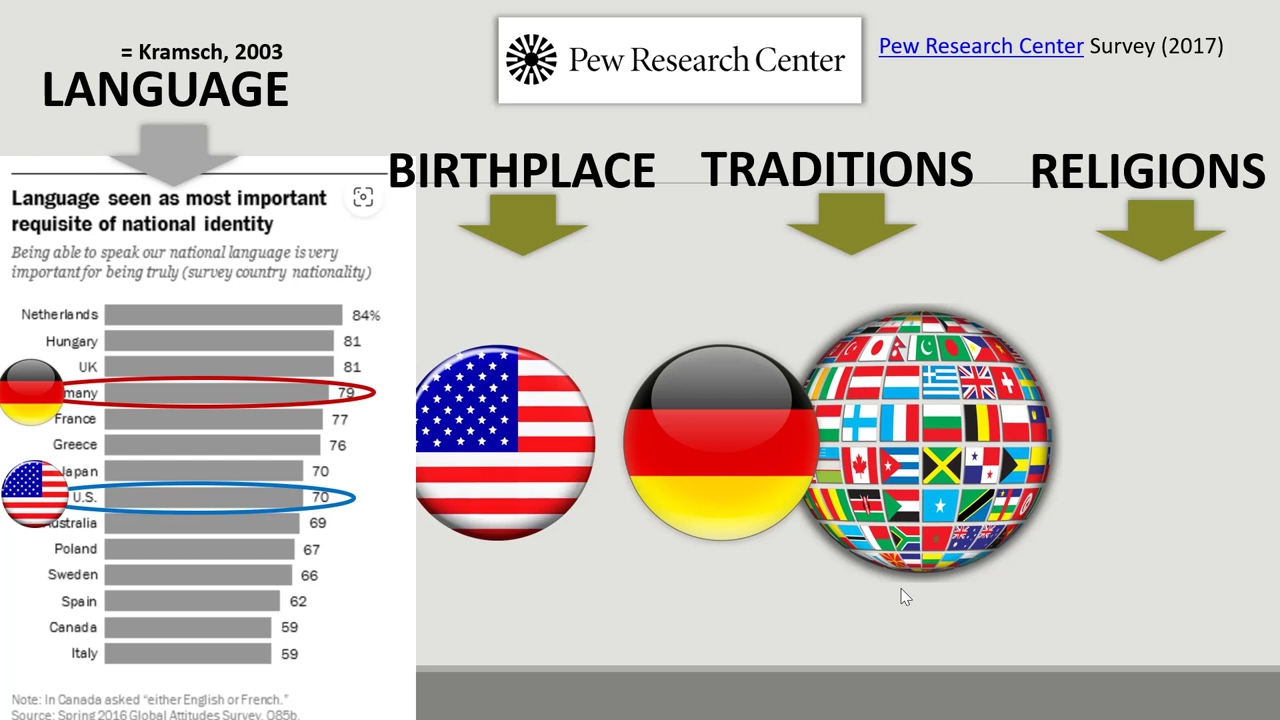 = Kramsch, 2003
LANGUAGE
Pew Research Center
Pew Research Center Survey (2017)
BIRTHPLACE
TRADITIONS
RELIGIONS
Language seen as most important
requisite of national identity
Being able to speak our national language is very
important for being truly (survey country nationality)
Netherlands 84%
Hungary 81
UK 81
many 79
France 77
Greece 76
Japan 70
U.S. 70
ustralia 69
Poland 67
Sweden 66
Spain 62
Canada 59
Italy 59
Note: In Canada asked “either English or French.”
Source: Spring 2016 Global Attitudes Survey. Q85b.